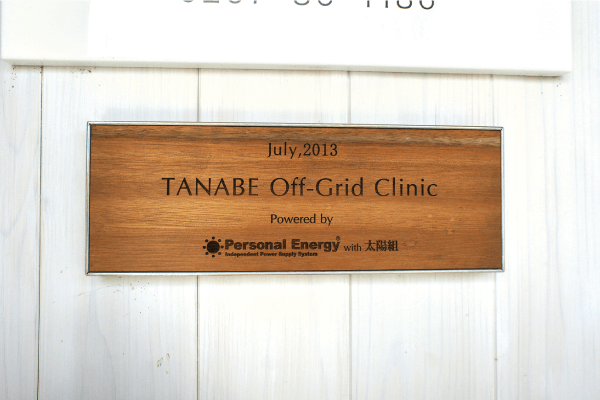 July,2013
TANABE Off-Grid Clinic
Powered by
Personal Energy® with 太陽組
Independent Power Supply System